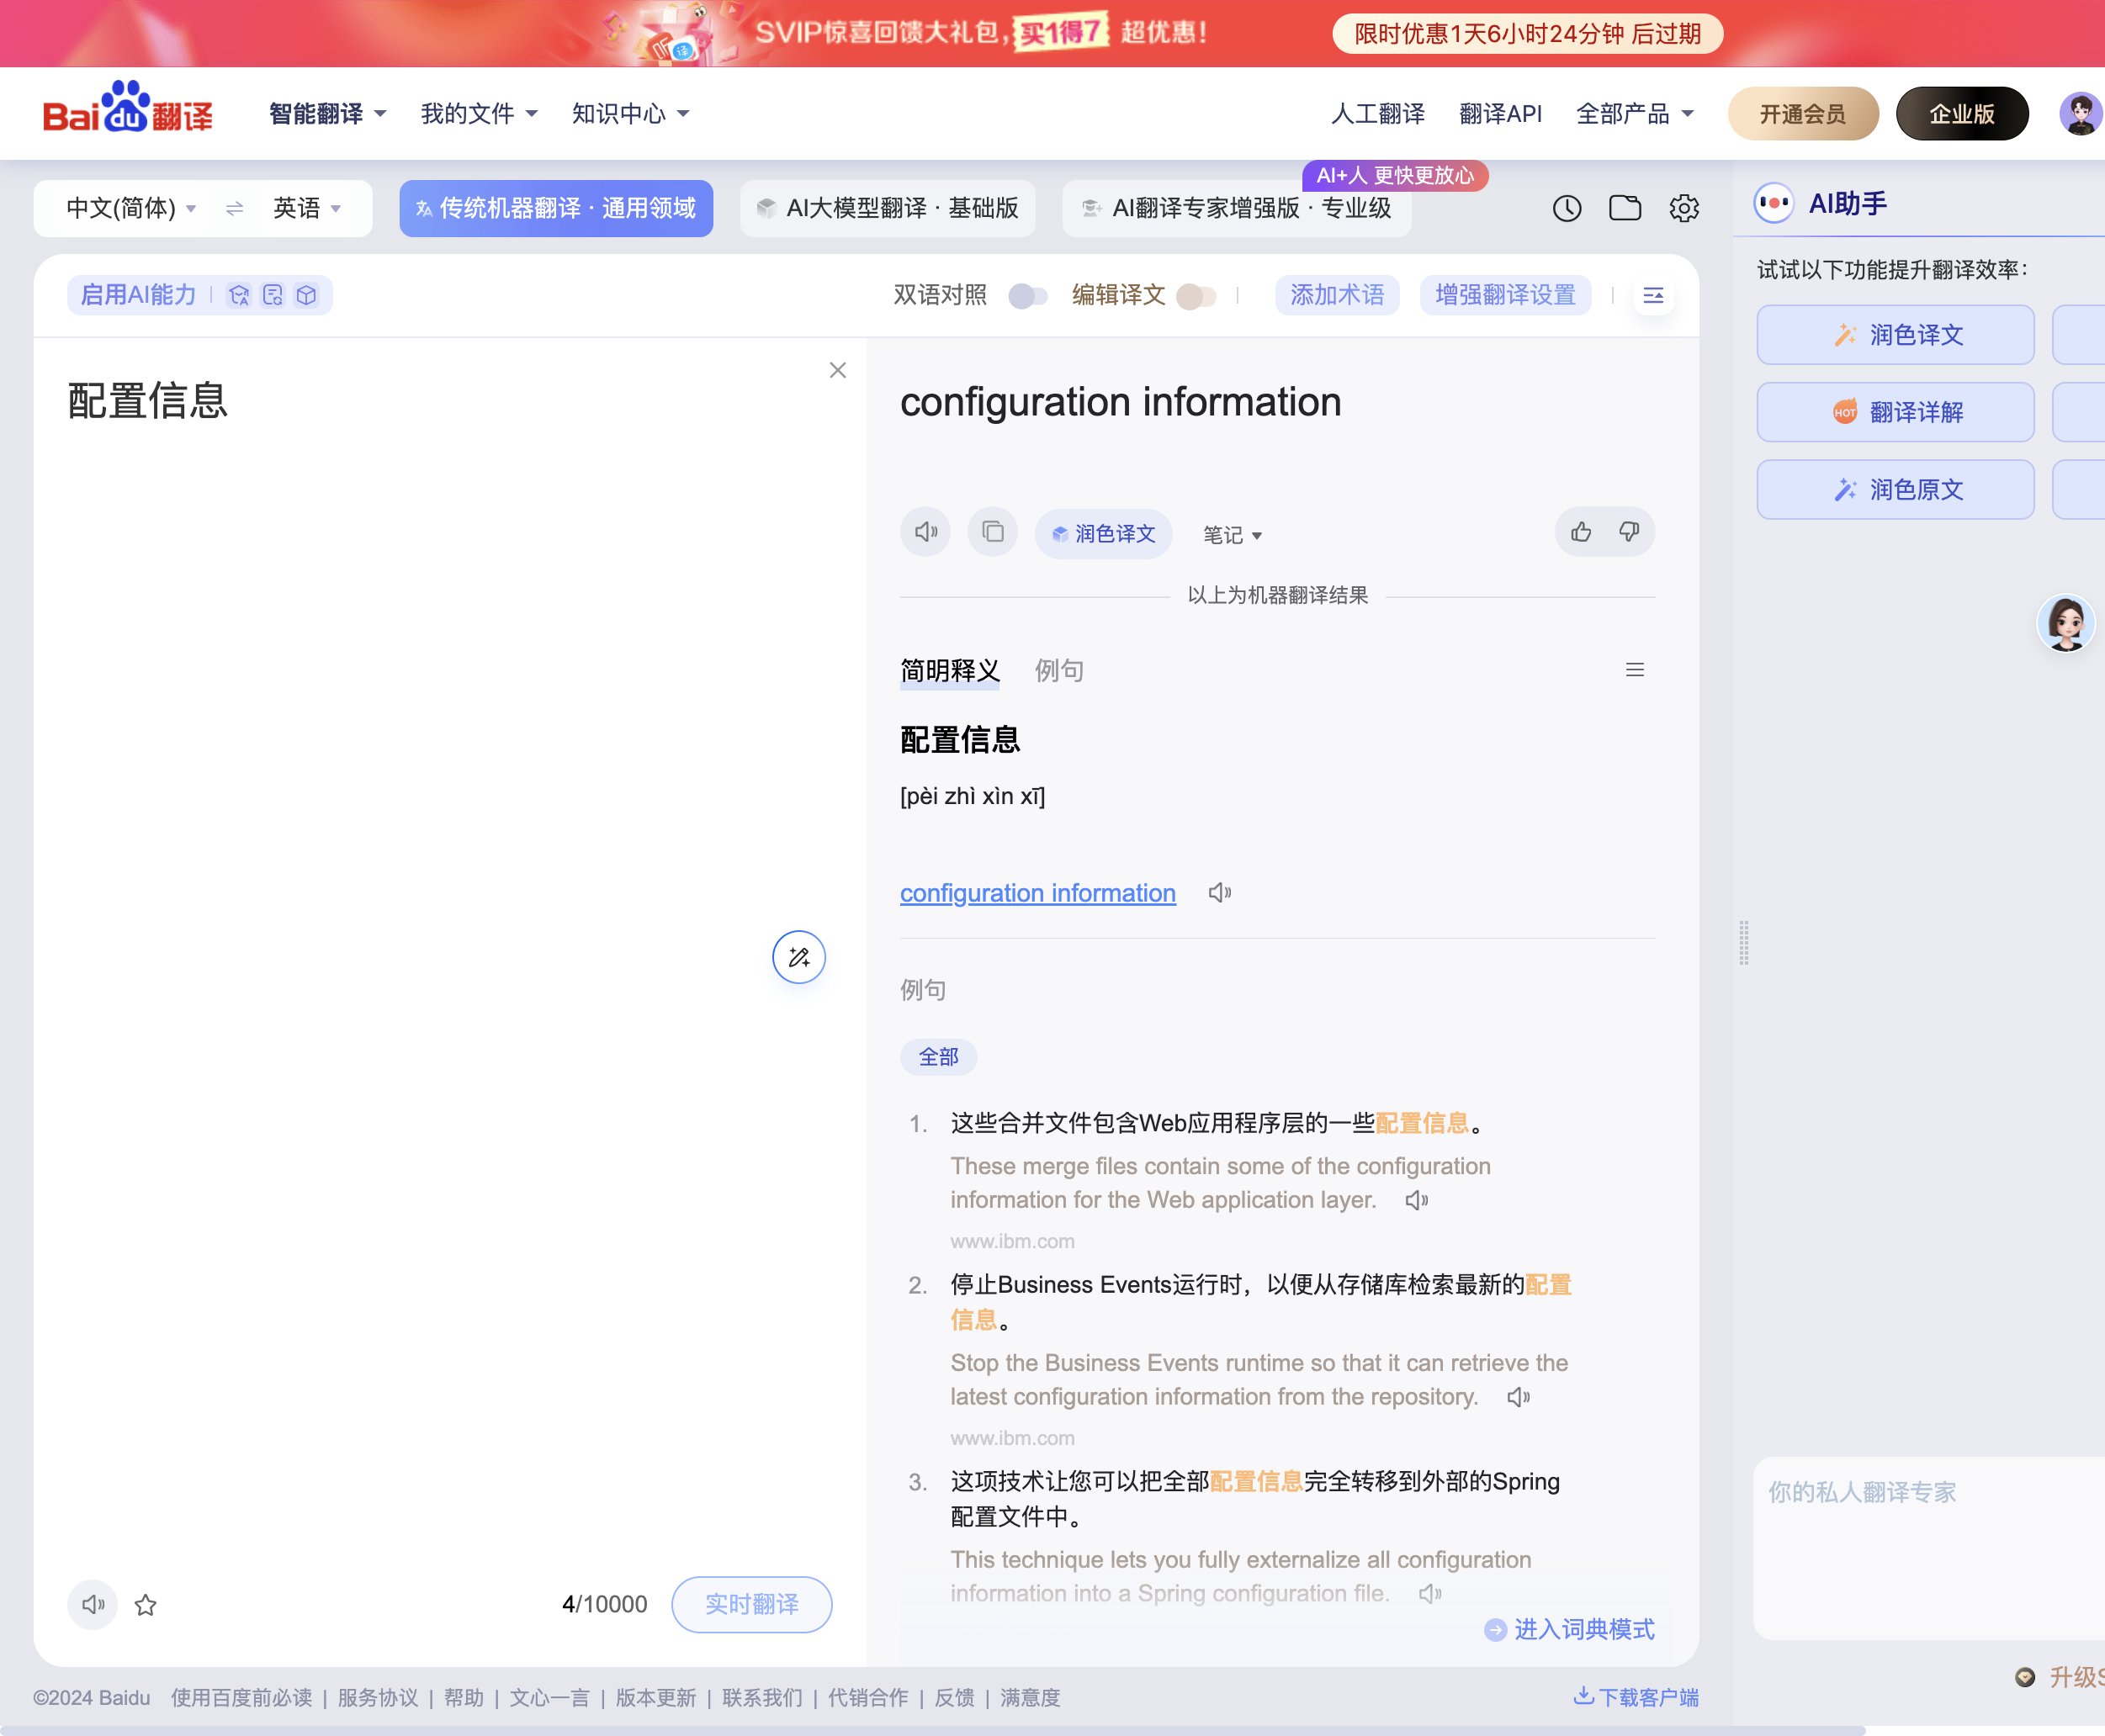 SVIP惊喜回馈大礼包,买1得7 超优惠!
限时优惠1天6小时24分钟 后过期
Bai du 翻译
智能翻译
我的文件
知识中心
人工翻译
翻译API
全部产品
开通会员
企业版
AI+人 更快更放心
中文(简体)
英语
传统机器翻译 · 通用领域
AI大模型翻译 · 基础版
AI翻译专家增强版 · 专业级
启用AI能力
双语对照
编辑译文
添加术语
增强翻译设置
配置信息
4/10000
实时翻译
configuration information
润色译文
笔记
以上为机器翻译结果
简明释义
例句
配置信息
[pèi zhì xìn xī]
configuration information
例句
全部
1. 这些合并文件包含Web应用程序层的一些配置信息。
These merge files contain some of the configuration
information for the Web application layer.
www.ibm.com
2. 停止Business Events运行时，以便从存储库检索最新的配置
信息。
Stop the Business Events runtime so that it can retrieve the
latest configuration information from the repository.
www.ibm.com
3. 这项技术让您可以把全部配置信息完全转移到外部的Spring
配置文件中。
This technique lets you fully externalize all configuration
information into a Spring configuration file.
进入词典模式
AI助手
试试以下功能提升翻译效率：
润色译文
HOT 翻译详解
润色原文
你的私人翻译专家
升级S
©2024 Baidu 使用百度前必读 | 服务协议 | 帮助 | 文心一言 | 版本更新 | 联系我们 | 代销合作 | 反馈 | 满意度
下载客户端